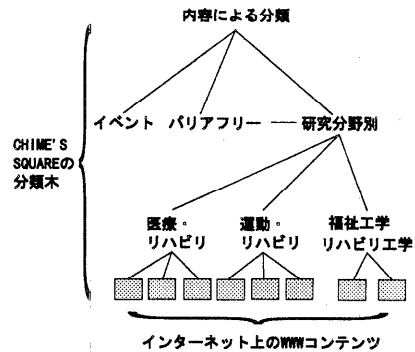 内容による分類
イベント バリアフリー 研究分野別
CHIME'S
SQUAREの
分類木
医療・
リハビリ
運動・
リハビリ
福祉工学
リハビリ工学
インターネット上のWWWコンテンツ